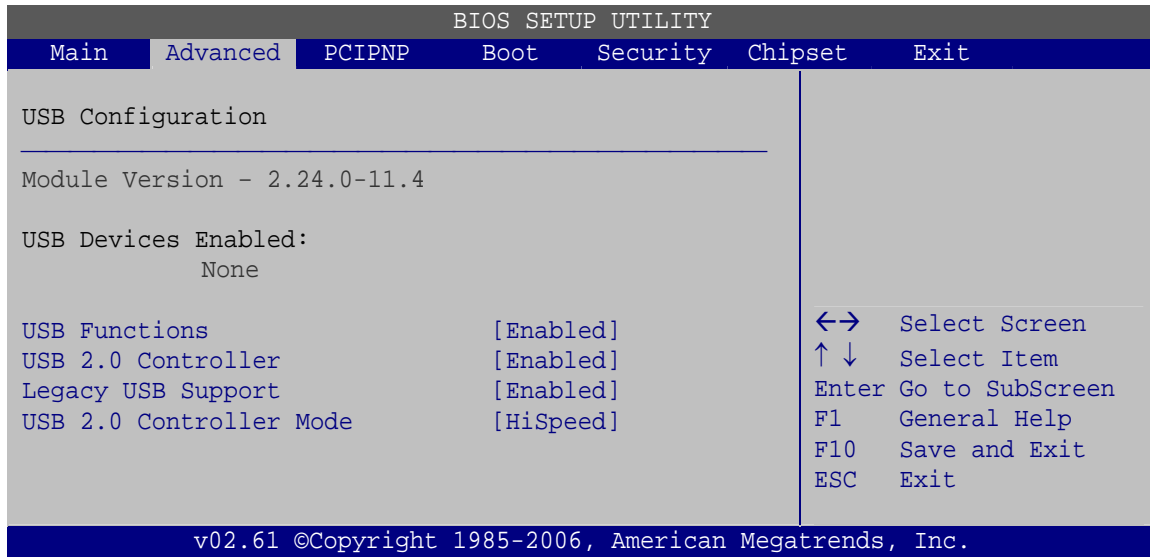 BIOS SETUP UTILITY
Main Advanced PCIPNP Boot Security Chipset Exit
USB Configuration
Module Version – 2.24.0-11.4
USB Devices Enabled:
None
USB Functions [Enabled]
USB 2.0 Controller [Enabled]
Legacy USB Support [Enabled]
USB 2.0 Controller Mode [HiSpeed]
←→ Select Screen
↑ ↓ Select Item
Enter Go to SubScreen
F1 General Help
F10 Save and Exit
ESC Exit
v02.61 ©Copyright 1985-2006, American Megatrends, Inc.